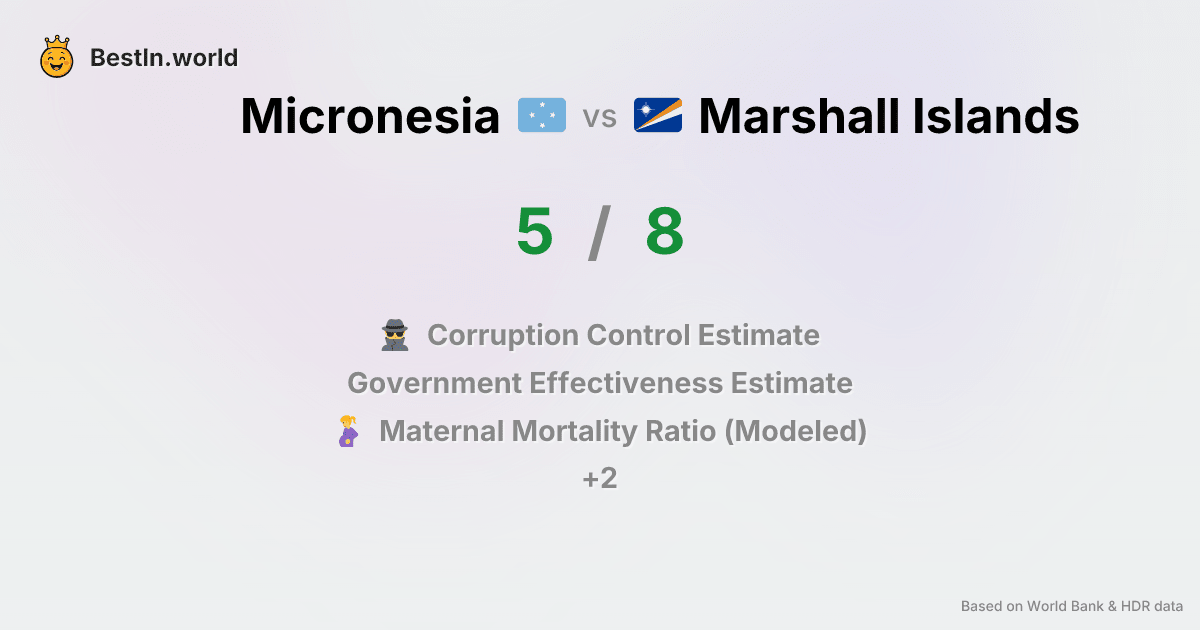 BestIn.world
Micronesia vs Marshall Islands
5 / 8
Corruption Control Estimate
Government Effectiveness Estimate
Maternal Mortality Ratio (Modeled)
+2
Based on World Bank & HDR data